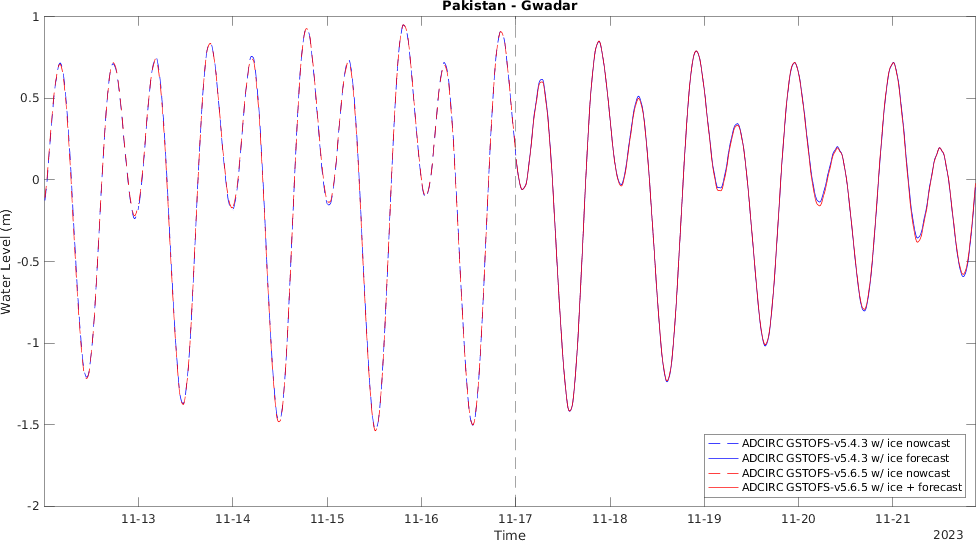 Pakistan - Gwadar
1
0.5
0
-0.5
-1
-1.5
-2
Water Level (m)
11-13 11-14 11-15 11-16 11-17 11-18 11-19 11-20 11-21
Time
2023
ADCIRC GSTOFS-v5.4.3 w/ ice nowcast
ADCIRC GSTOFS-v5.4.3 w/ ice forecast
ADCIRC GSTOFS-v5.6.5 w/ ice nowcast
ADCIRC GSTOFS-v5.6.5 w/ ice + forecast